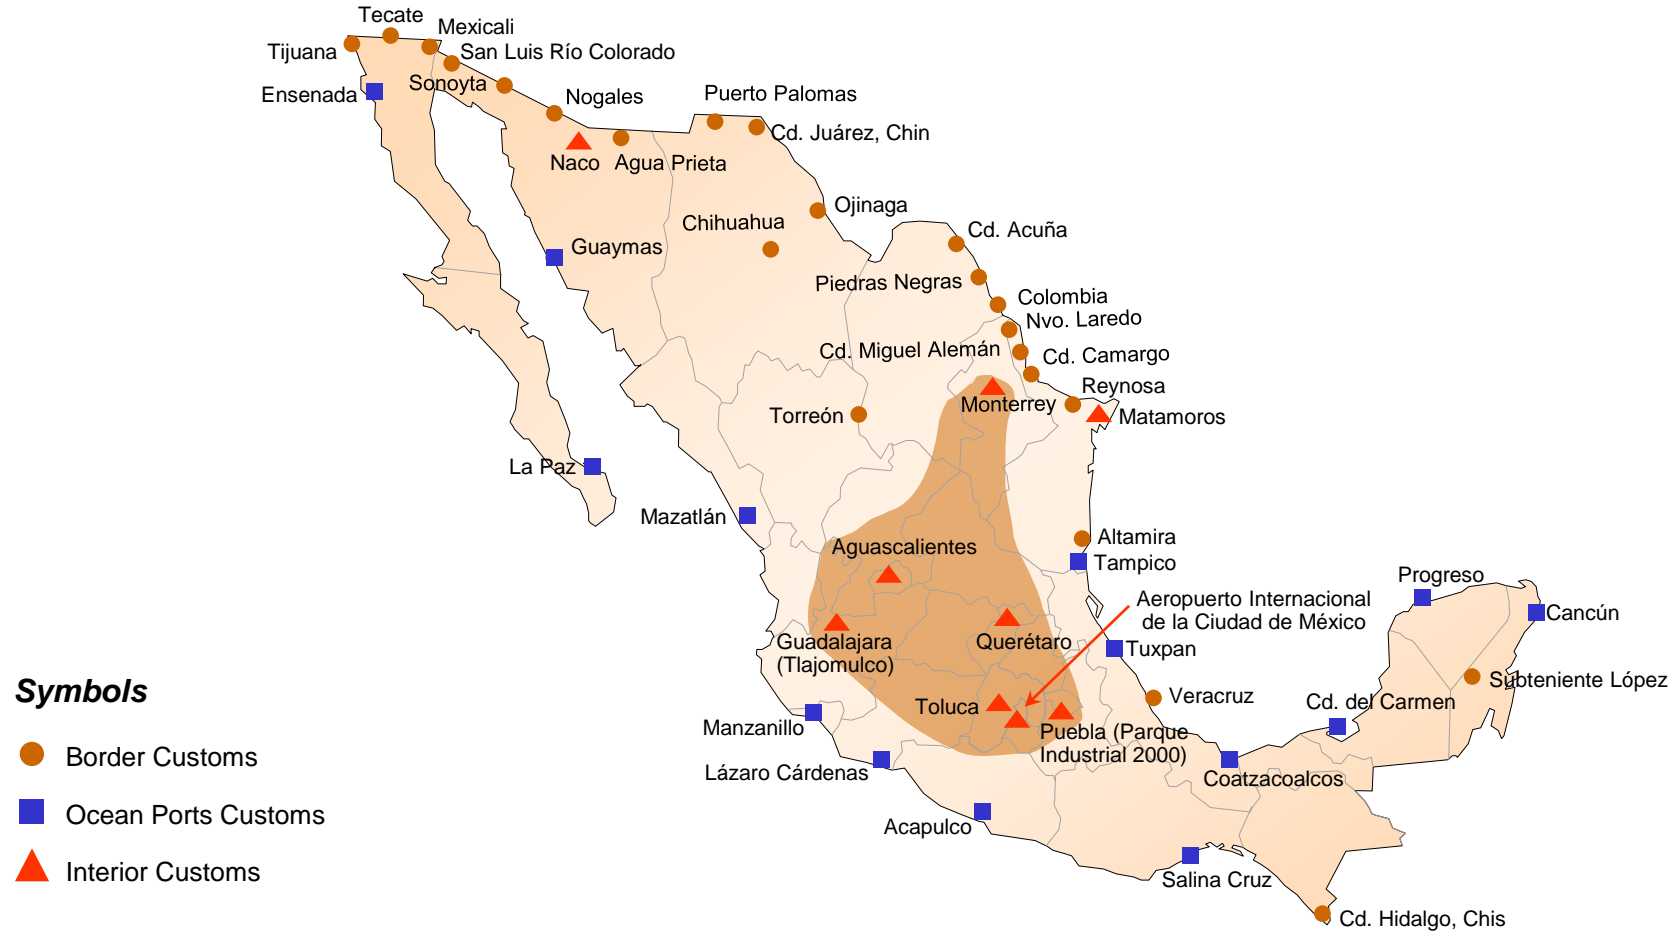 Tecate
Mexicali
Tijuana
San Luis Río Colorado
Sonoyta
Ensenada
Nogales
Puerto Palomas
Cd. Juárez, Chin
Naco
Agua Prieta
Ojinaga
Chihuahua
Cd. Acuña
Guaymas
Piedras Negras
Colombia
Nvo. Laredo
Cd. Miguel Alemán
Cd. Camargo
Reynosa
Monterrey
Torreón
Matamoros
La Paz
Mazatlán
Altamira
Aguascalientes
Tampico
Progreso
Aeropuerto Internacional
de la Ciudad de México
Cancún
Guadalajara
(Tlajomulco)
Querétaro
Tuxpan
Subteniente López
Symbols
Veracruz
Cd. del Carmen
Toluca
Manzanillo
Puebla (Parque
Industrial 2000)
Border Customs
Lázaro Cárdenas
Coatzacoalcos
Ocean Ports Customs
Acapulco
Interior Customs
Salina Cruz
Cd. Hidalgo, Chis